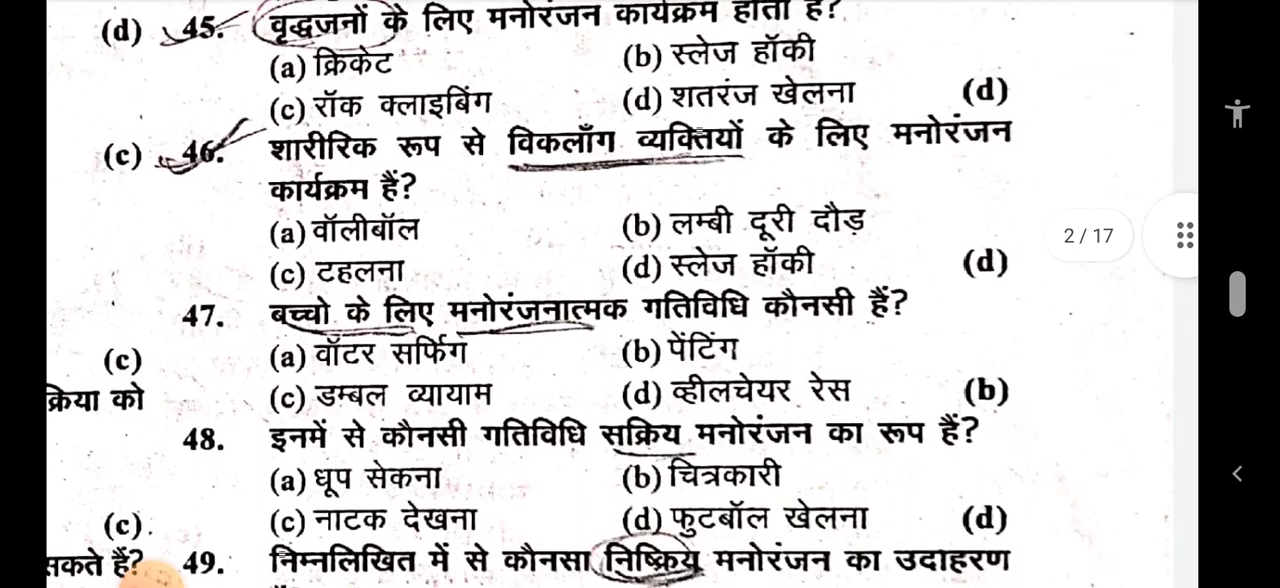 (d)
45. वृद्धजनों के लिए मनोरंजन कार्यक्रम होता है?
(a) क्रिकेट (b) स्लेज हॉकी
(c) रॉक क्लाइबिंग (d) शतरंज खेलना (d)
(c)
46. शारीरिक रूप से विकलाँग व्यक्तियों के लिए मनोरंजन
कार्यक्रम हैं?
(a) वॉलीबॉल (b) लम्बी दूरी दौड़
(c) टहलना (d) स्लेज हॉकी (d)
47. बच्चो के लिए मनोरंजनात्मक गतिविधि कौनसी हैं?
(c)
(a) वॉटर सर्फिंग (b) पेंटिंग
क्रिया को
(c) डम्बल व्यायाम (d) व्हीलचेयर रेस (b)
48. इनमें से कौनसी गतिविधि सक्रिय मनोरंजन का रूप हैं?
(a) धूप सेकना (b) चित्रकारी
(c).
(c) नाटक देखना (d) फुटबॉल खेलना (d)
सकते हैं?
49. निम्नलिखित में से कौनसा निष्क्रिय मनोरंजन का उदाहरण
2 / 17